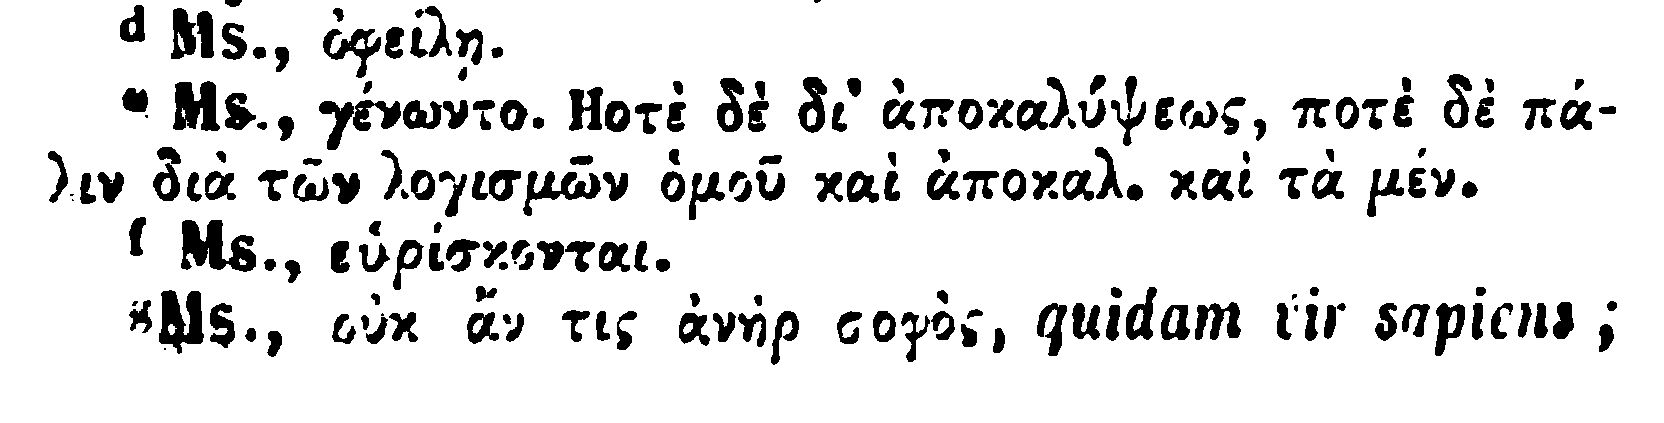 d Ms., ὀφείλῃ.
e Ms., γένωντο. Ποτὲ δὲ δι' ἀποκαλύψεως, ποτὲ δὲ πά-
λιν διὰ τῶν λογισμῶν ὁμοῦ καὶ ἀποκαλ. καὶ τὰ μέν.
f Ms., εὑρίσκονται.
g Ms., οὐκ ἄν τις ἀνὴρ σοφὸς, quidam vir sapiens ;